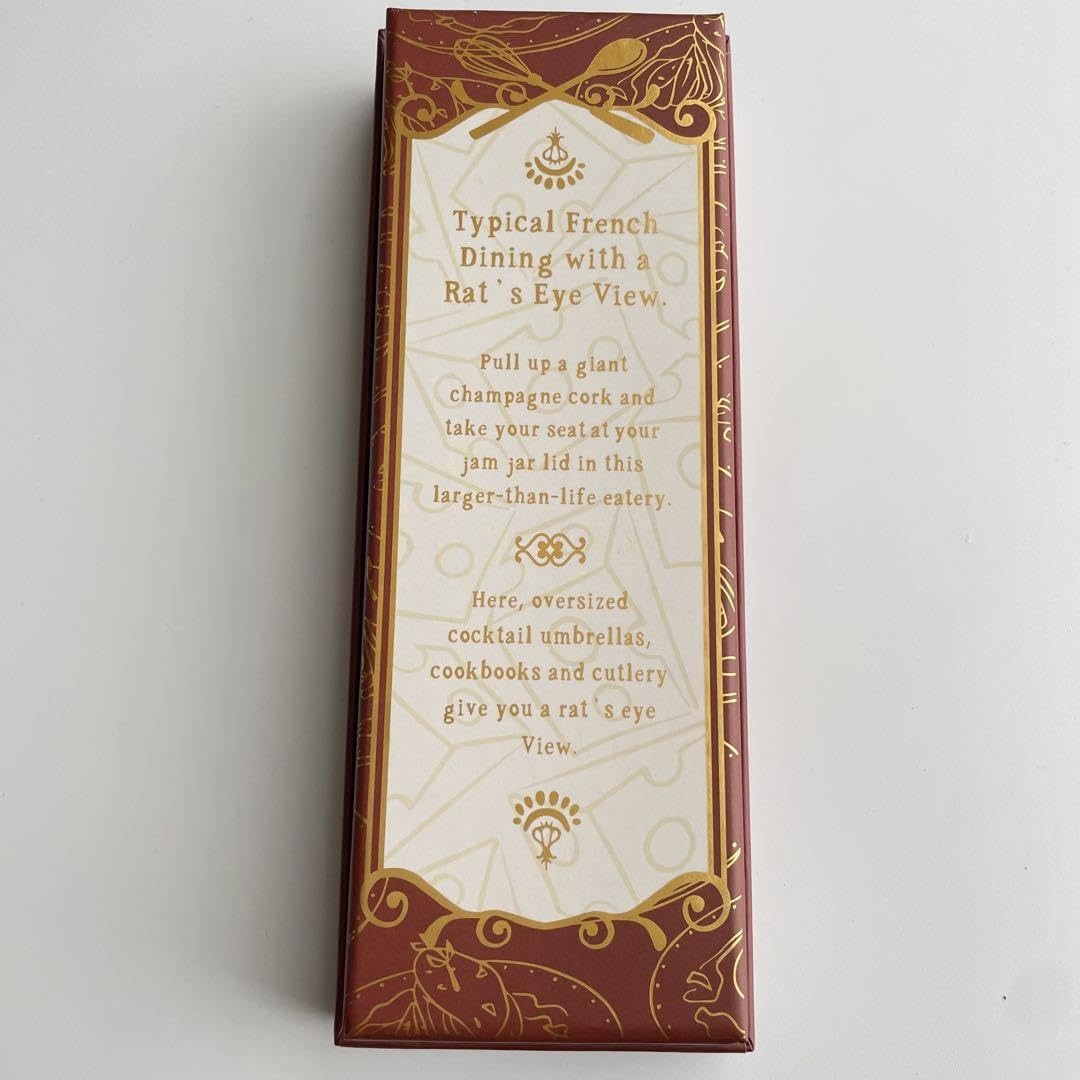 Typical French
Dining with a
Rat's Eye View.
Pull up a giant
champagne cork and
take your seat at your
jam jar lid in this
larger-than-life eatery.
Here, oversized
cocktail umbrellas,
cookbooks and cutlery
give you a rat's eye
View.